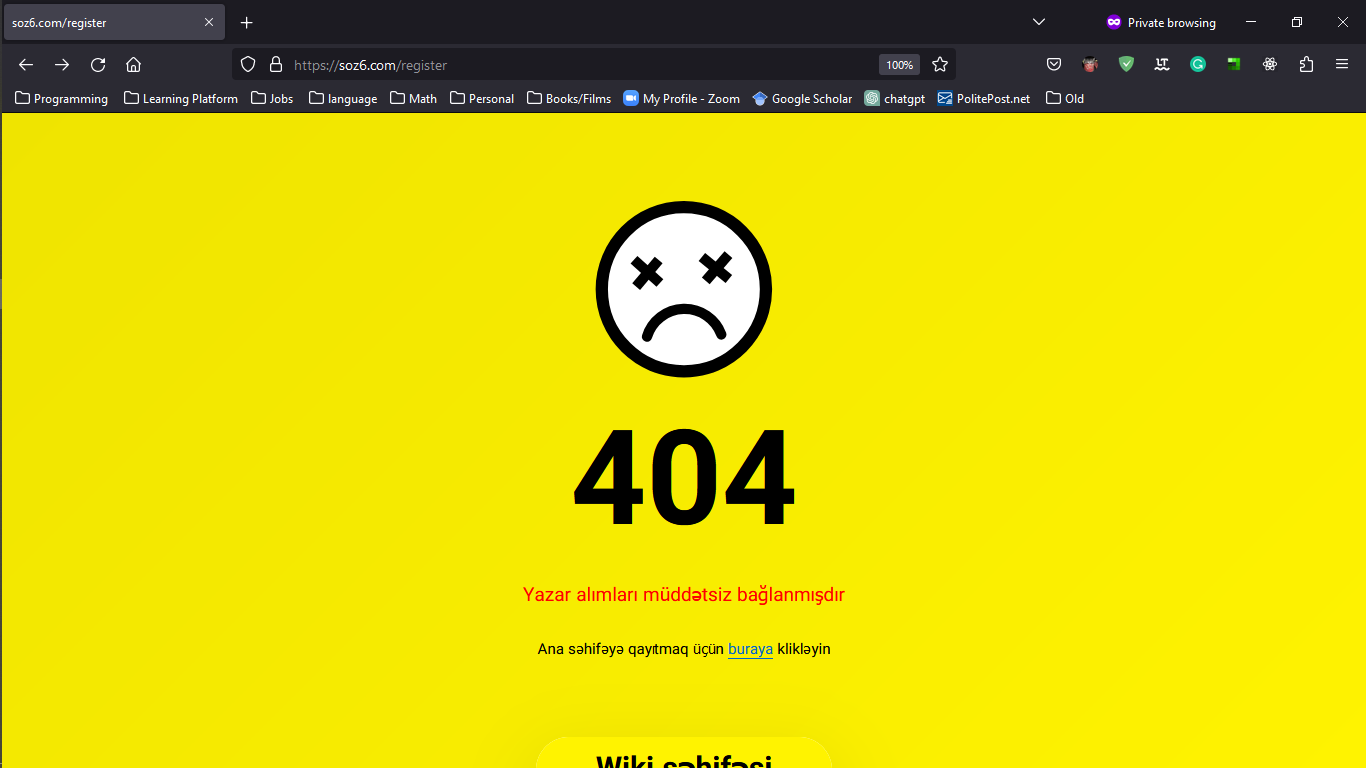 soz6.com/register
Private browsing
https://soz6.com/register
100%
Programming Learning Platform Jobs language Math Personal Books/Films My Profile - Zoom Google Scholar chatgpt PolitePost.net Old
404
Yazar alımları müddətsiz bağlanmışdır
Ana səhifəyə qayıtmaq üçün buraya klikləyin
Wiki səhifəsi